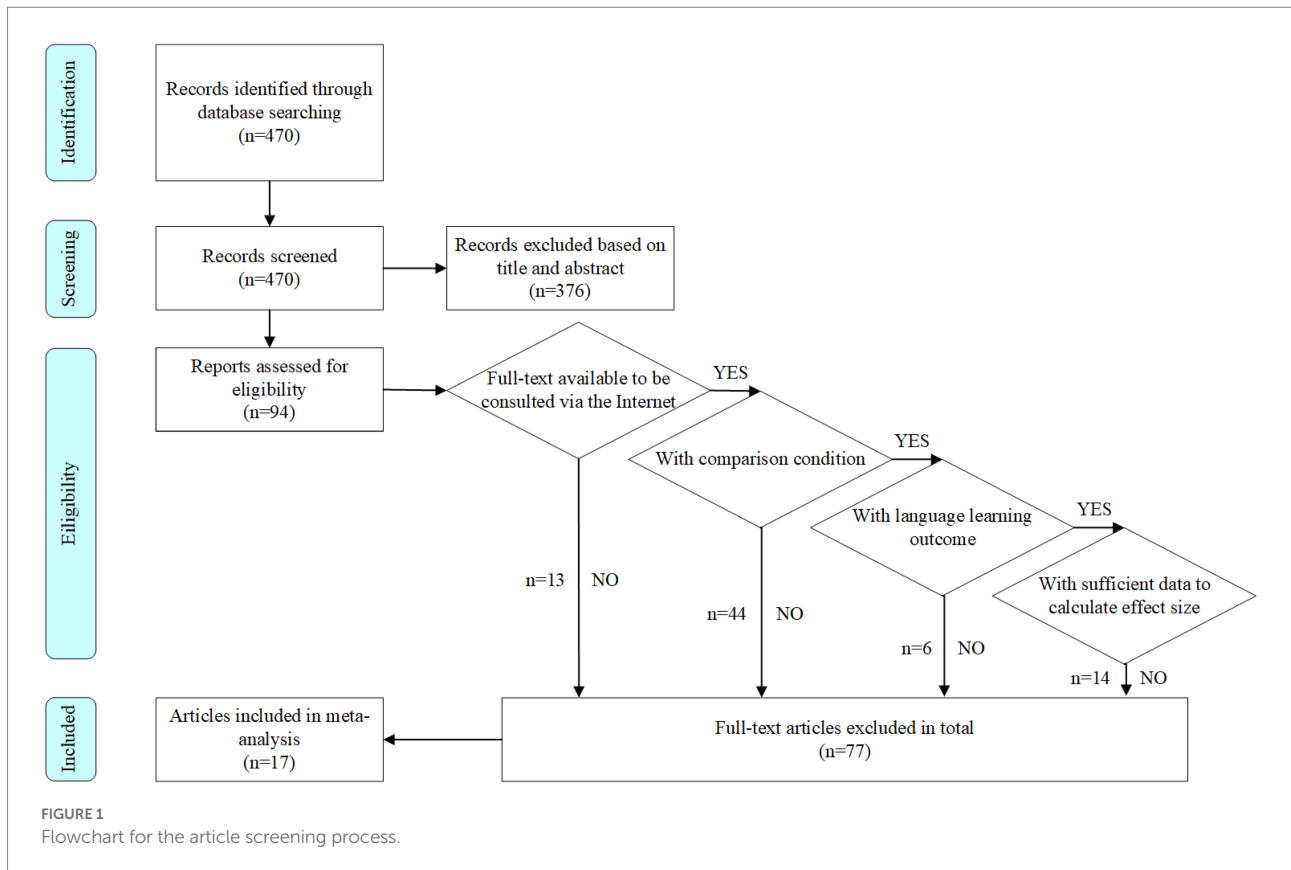 Identification
Records identified through
database searching
(n=470)
Screening
Records screened
(n=470)
Records excluded based on
title and abstract
(n=376)
Eiligibility
Reports assessed for
eligibility
(n=94)
Full-text available to be
consulted via the Internet
YES
With comparison condition
YES
With language learning
outcome
YES
With sufficient data to
calculate effect size
n=13 NO
n=44 NO
n=6 NO
n=14 NO
Included
Articles included in meta-
analysis
(n=17)
Full-text articles excluded in total
(n=77)
FIGURE 1
Flowchart for the article screening process.